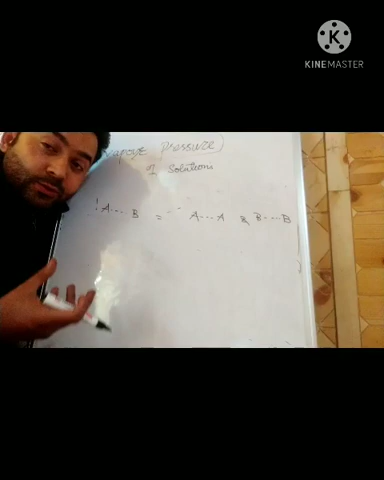 K
KINEMASTER
Pressure)
Solutions
A... B = A....A & B....B